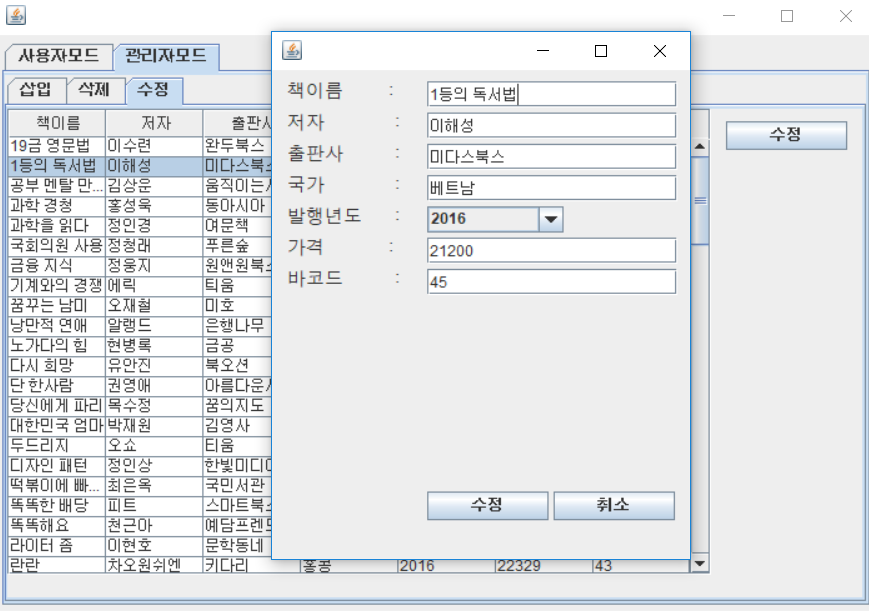 사용자모드 관리자모드
삽입 삭제 수정
책이름 저자 출판사
수정
19금 영문법 이수련 완두북스
1등의 독서법 이해성 미다스북스
공부 멘탈 만... 김상운 움직이는
과학 경청 홍성욱 동아시아
과학을 읽다 정인경 여문책
국회의원 사용 정청래 푸른숲
금융 지식 정웅지 원앤원북스
기계와의 경쟁 에릭 틔움
꿈꾸는 남미 오재철 미호
낭만적 연애 알랭드 은행나무
노가다의 힘 현병록 금공
다시 희망 유안진 북오션
단 한사람 권영애 아름다운
당신에게 파리 목수정 꿈의지도
대한민국 엄마 박재원 김영사
두드리지 오쇼 티움
디자인 패턴 정인상 한빛미디어
떡볶이에 빠... 최은옥 국민서관
똑똑한 배당 피트 스마트북스
똑똑해요 천근아 예담프렌드
라이터 좀 이현호 문학동네
란란 차오원쉬엔 키다리 홍콩 2016 22329 43
책이름 : 1등의 독서법
저자 : 이해성
출판사 : 미다스북스
국가 : 베트남
발행년도 : 2016
가격 : 21200
바코드 : 45
수정 취소